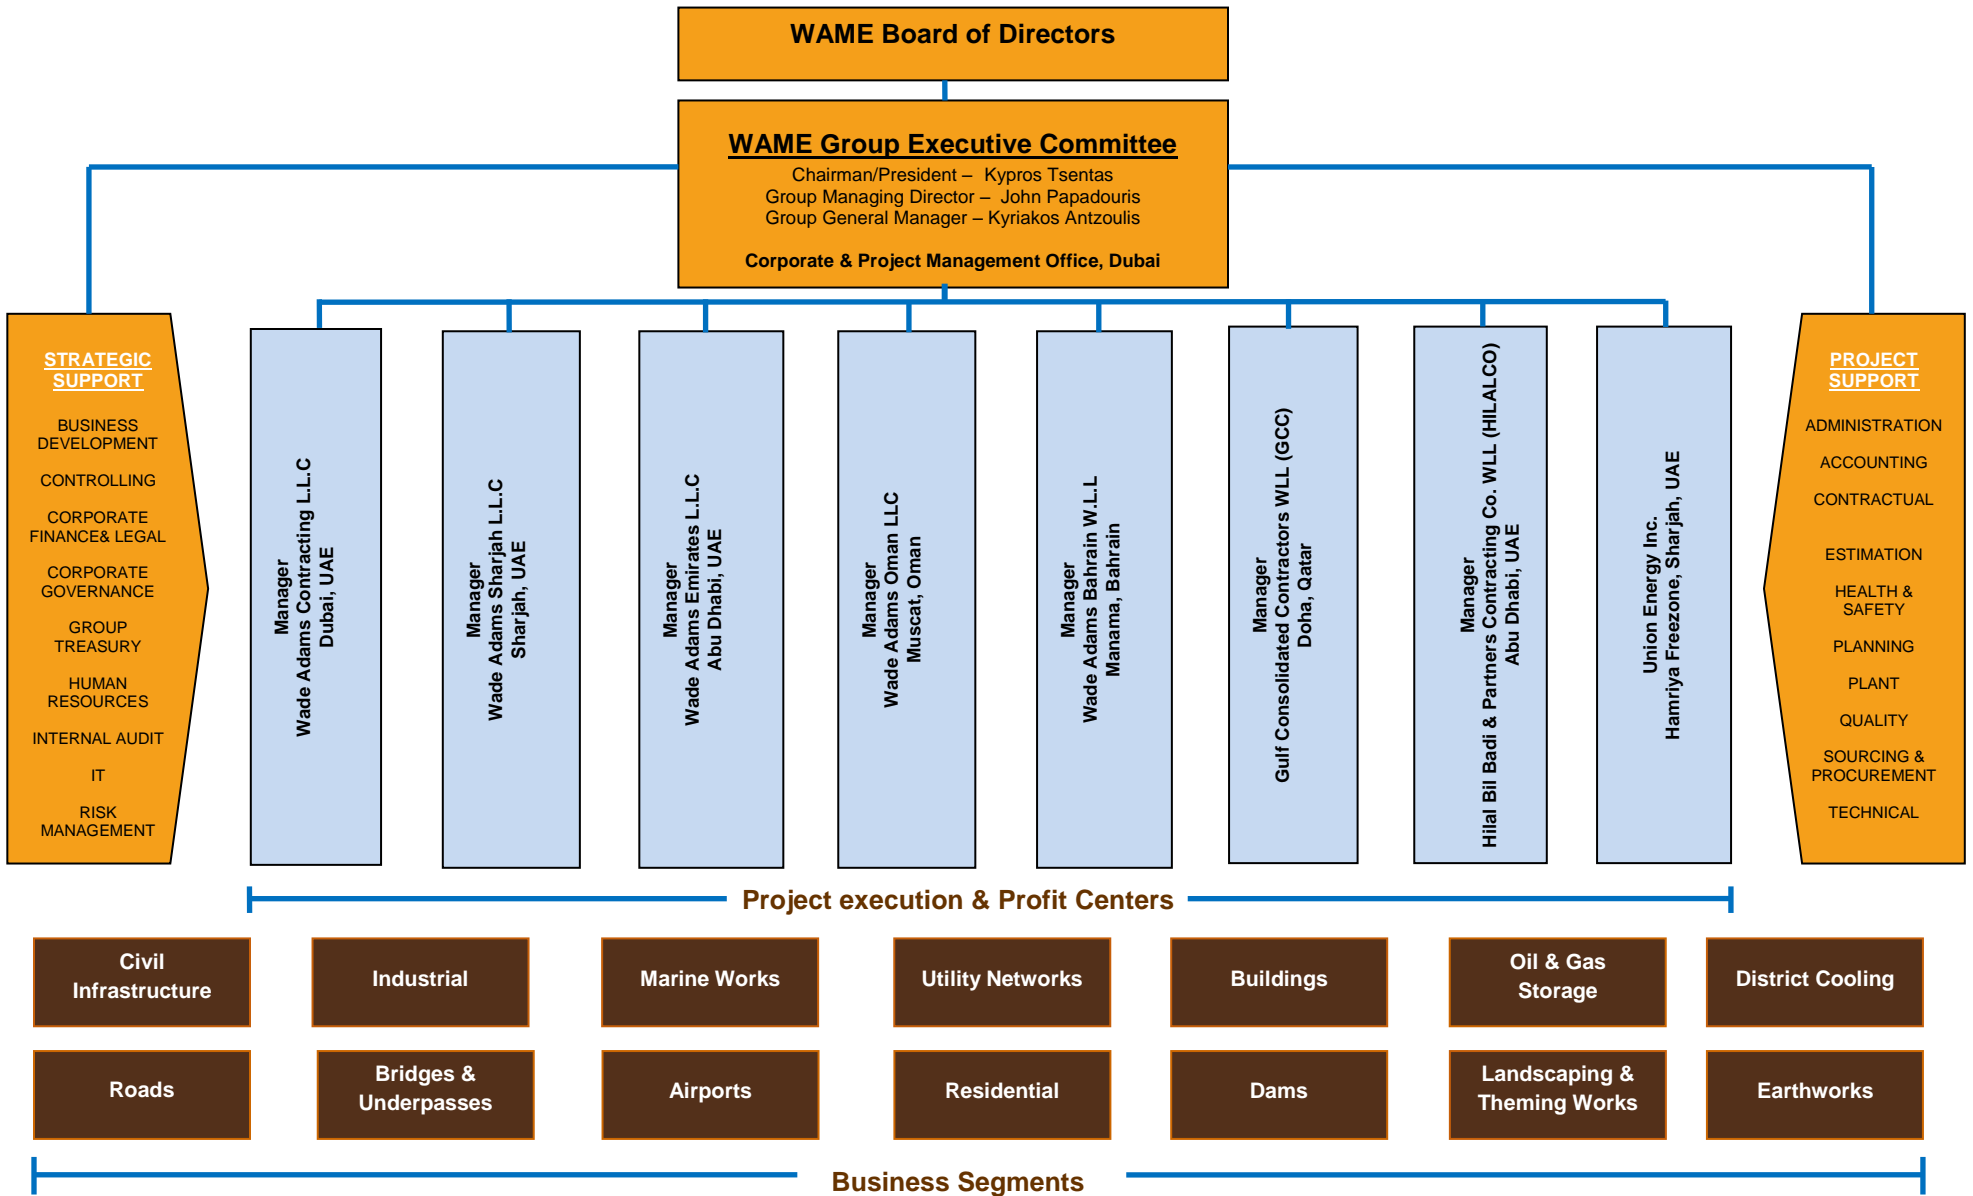 WAME Board of Directors
WAME Group Executive Committee
Chairman/President – Kypros Tsentas
Group Managing Director – John Papadouris
Group General Manager – Kyriakos Antzoulis
Corporate & Project Management Office, Dubai
STRATEGIC
SUPPORT
BUSINESS
DEVELOPMENT
CONTROLLING
CORPORATE
FINANCE& LEGAL
CORPORATE
GOVERNANCE
GROUP
TREASURY
HUMAN
RESOURCES
INTERNAL AUDIT
IT
RISK
MANAGEMENT
Manager
Wade Adams Contracting L.L.C
Dubai, UAE
Manager
Wade Adams Sharjah L.L.C
Sharjah, UAE
Manager
Wade Adams Emirates L.L.C
Abu Dhabi, UAE
Manager
Wade Adams Oman LLC
Muscat, Oman
Manager
Wade Adams Bahrain W.L.L
Manama, Bahrain
Manager
Gulf Consolidated Contractors WLL (GCC)
Doha, Qatar
Manager
Hilal Bil Badi & Partners Contracting Co. WLL (HILALCO)
Abu Dhabi, UAE
Union Energy Inc.
Hamriya Freezone, Sharjah, UAE
PROJECT
SUPPORT
ADMINISTRATION
ACCOUNTING
CONTRACTUAL
ESTIMATION
HEALTH &
SAFETY
PLANNING
PLANT
QUALITY
SOURCING &
PROCUREMENT
TECHNICAL
Project execution & Profit Centers
Civil
Infrastructure
Industrial
Marine Works
Utility Networks
Buildings
Oil & Gas
Storage
District Cooling
Roads
Bridges &
Underpasses
Airports
Residential
Dams
Landscaping &
Theming Works
Earthworks
Business Segments